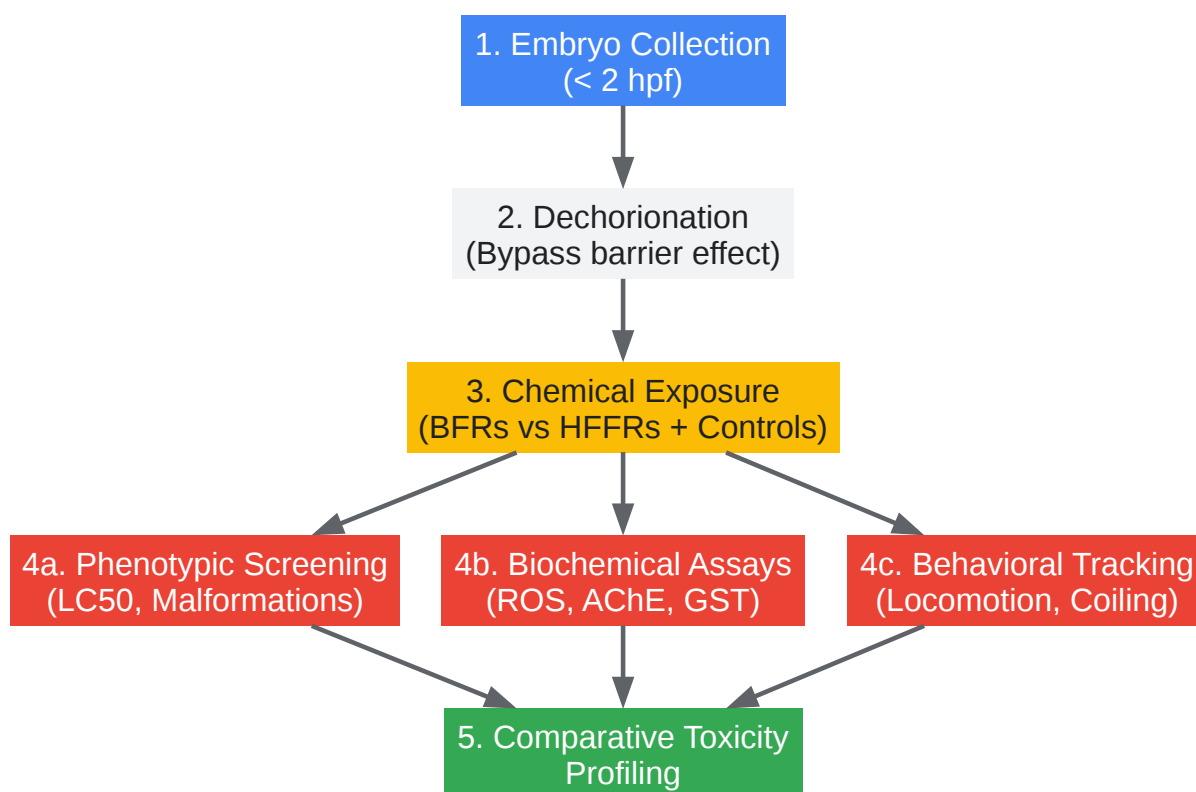 1. Embryo Collection
(< 2 hpf)
2. Dechorionation
(Bypass barrier effect)
3. Chemical Exposure
(BFRs vs HFFRs + Controls)
4a. Phenotypic Screening
(LC50, Malformations)
4b. Biochemical Assays
(ROS, AChE, GST)
4c. Behavioral Tracking
(Locomotion, Coiling)
5. Comparative Toxicity
Profiling